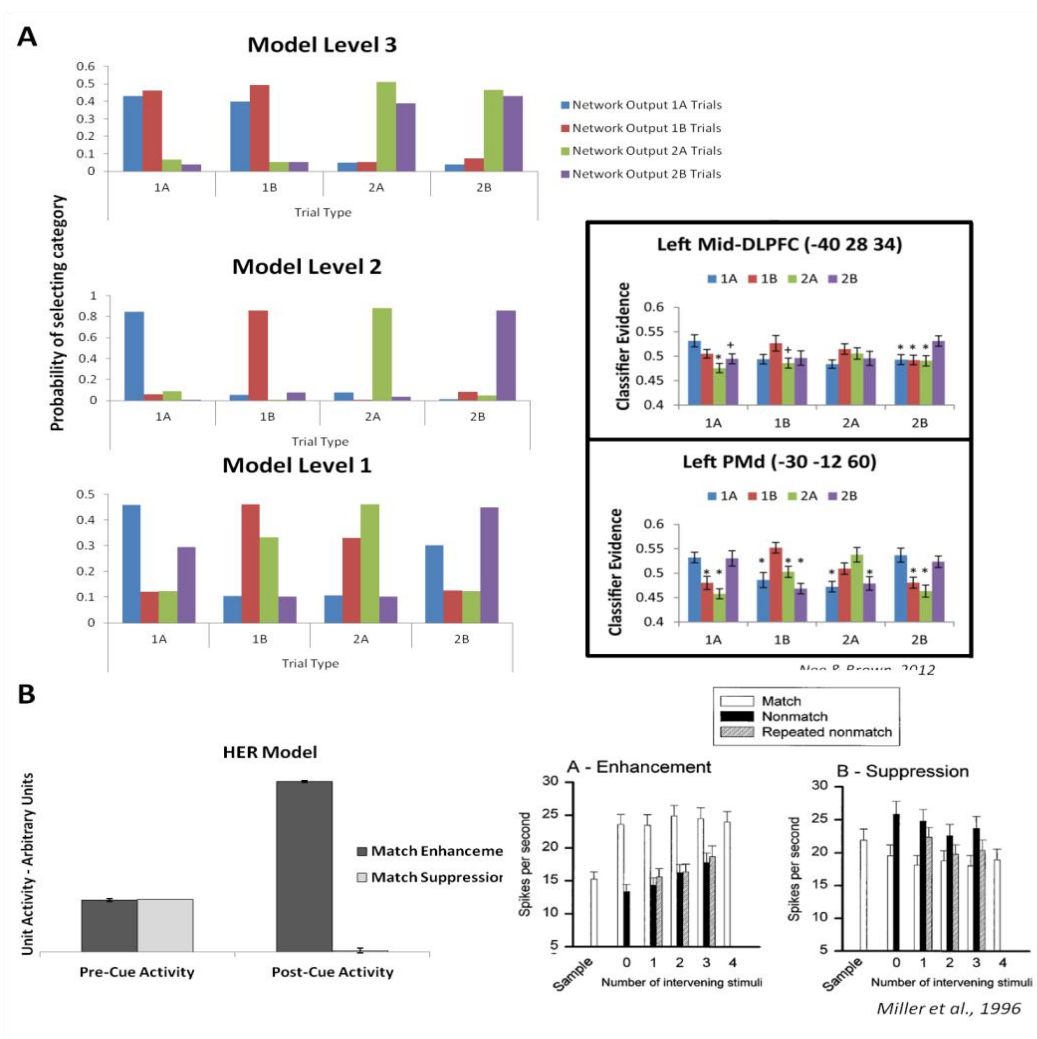 A
Model Level 3
0.6
0.5
0.4
0.3
0.2
0.1
0
1A 1B 2A 2B
Trial Type
Network Output 1A Trials
Network Output 1B Trials
Network Output 2A Trials
Network Output 2B Trials
Probability of selecting category
Model Level 2
1
0.8
0.6
0.4
0.2
0
1A 1B 2A 2B
Trial Type
Model Level 1
0.5
0.4
0.3
0.2
0.1
0
1A 1B 2A 2B
Trial Type
Left Mid-DLPFC (-40 28 34)
1A 1B 2A 2B
Classifier Evidence
0.6
0.55
0.5
0.45
0.4
* + + * * *
1A 1B 2A 2B
Left PMd (-30 -12 60)
1A 1B 2A 2B
Classifier Evidence
0.6
0.55
0.5
0.45
0.4
* * * * * * * * *
1A 1B 2A 2B
Brown, 2012
B
HER Model
Unit Activity - Arbitrary Units
Match Enhanceme
Match Suppression
Pre-Cue Activity Post-Cue Activity
Match
Nonmatch
Repeated nonmatch
A - Enhancement
Spikes per second
30
25
20
15
10
5
Sample 0 1 2 3 4
Number of intervening stimuli
B - Suppression
Spikes per second
30
25
20
15
10
5
Sample 0 1 2 3 4
Number of intervening stimuli
Miller et al., 1996